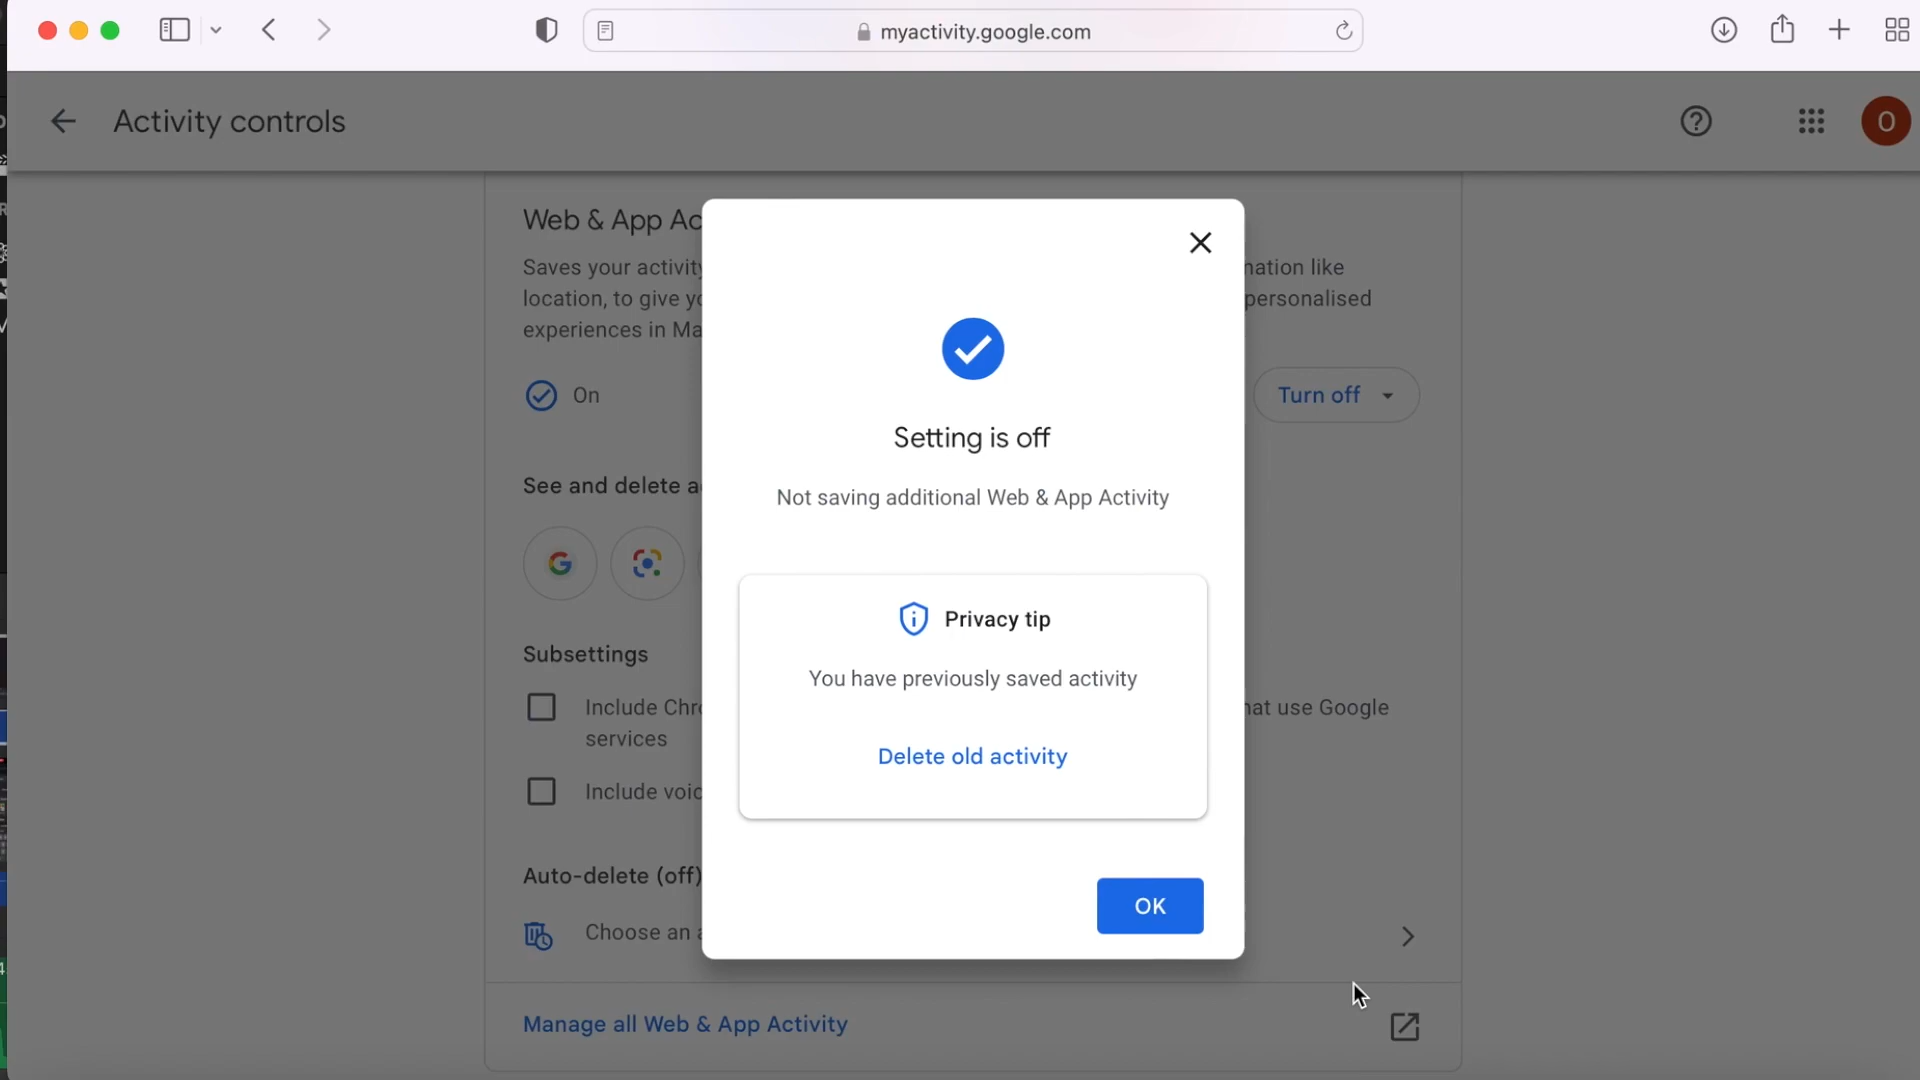 myactivity.google.com
Activity controls
O
Web & App Ac
Saves your activity
nation like
location, to give yo
personalised
experiences in Ma
On
Turn off
See and delete a
Subsettings
Include Chro
hat use Google
services
Include voic
Auto-delete (off)
Choose an a
Manage all Web & App Activity
Setting is off
Not saving additional Web & App Activity
Privacy tip
You have previously saved activity
Delete old activity
OK